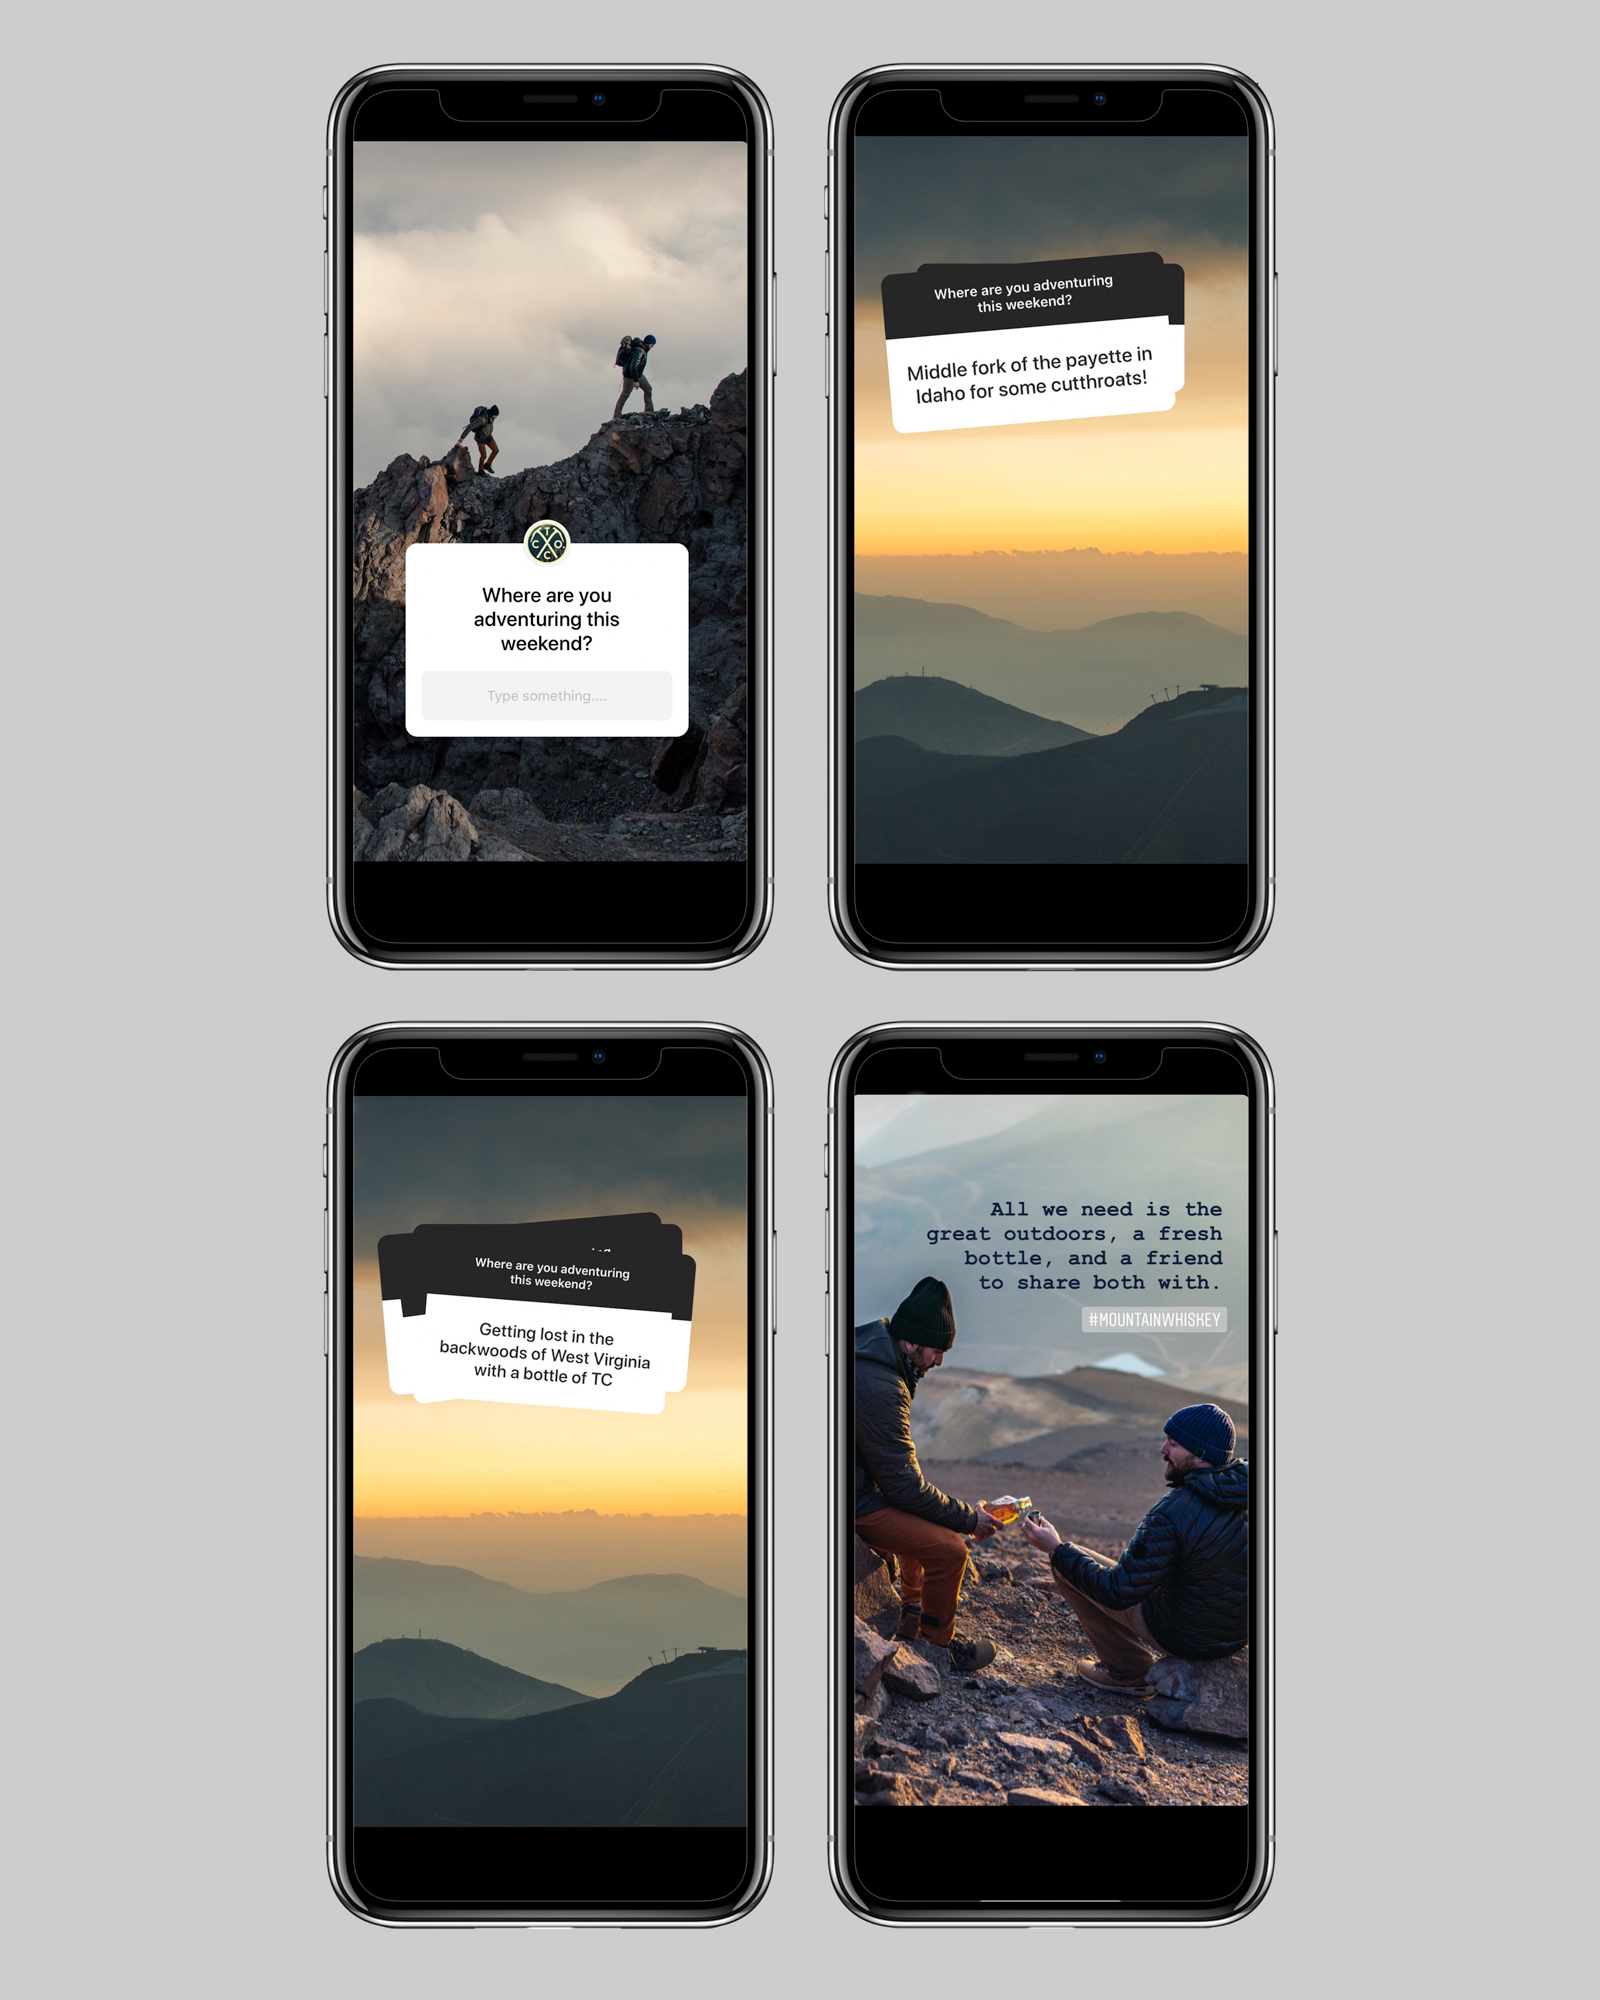 T
C O.
C
Where are you
adventuring this
weekend?
Type something....
Where are you adventuring
this weekend?
Middle fork of the payette in
Idaho for some cutthroats!
Where are you adventuring
this weekend?
Getting lost in the
backwoods of West Virginia
with a bottle of TC
All we need is the
great outdoors, a fresh
bottle, and a friend
to share both with.
#MOUNTAINWHISKEY